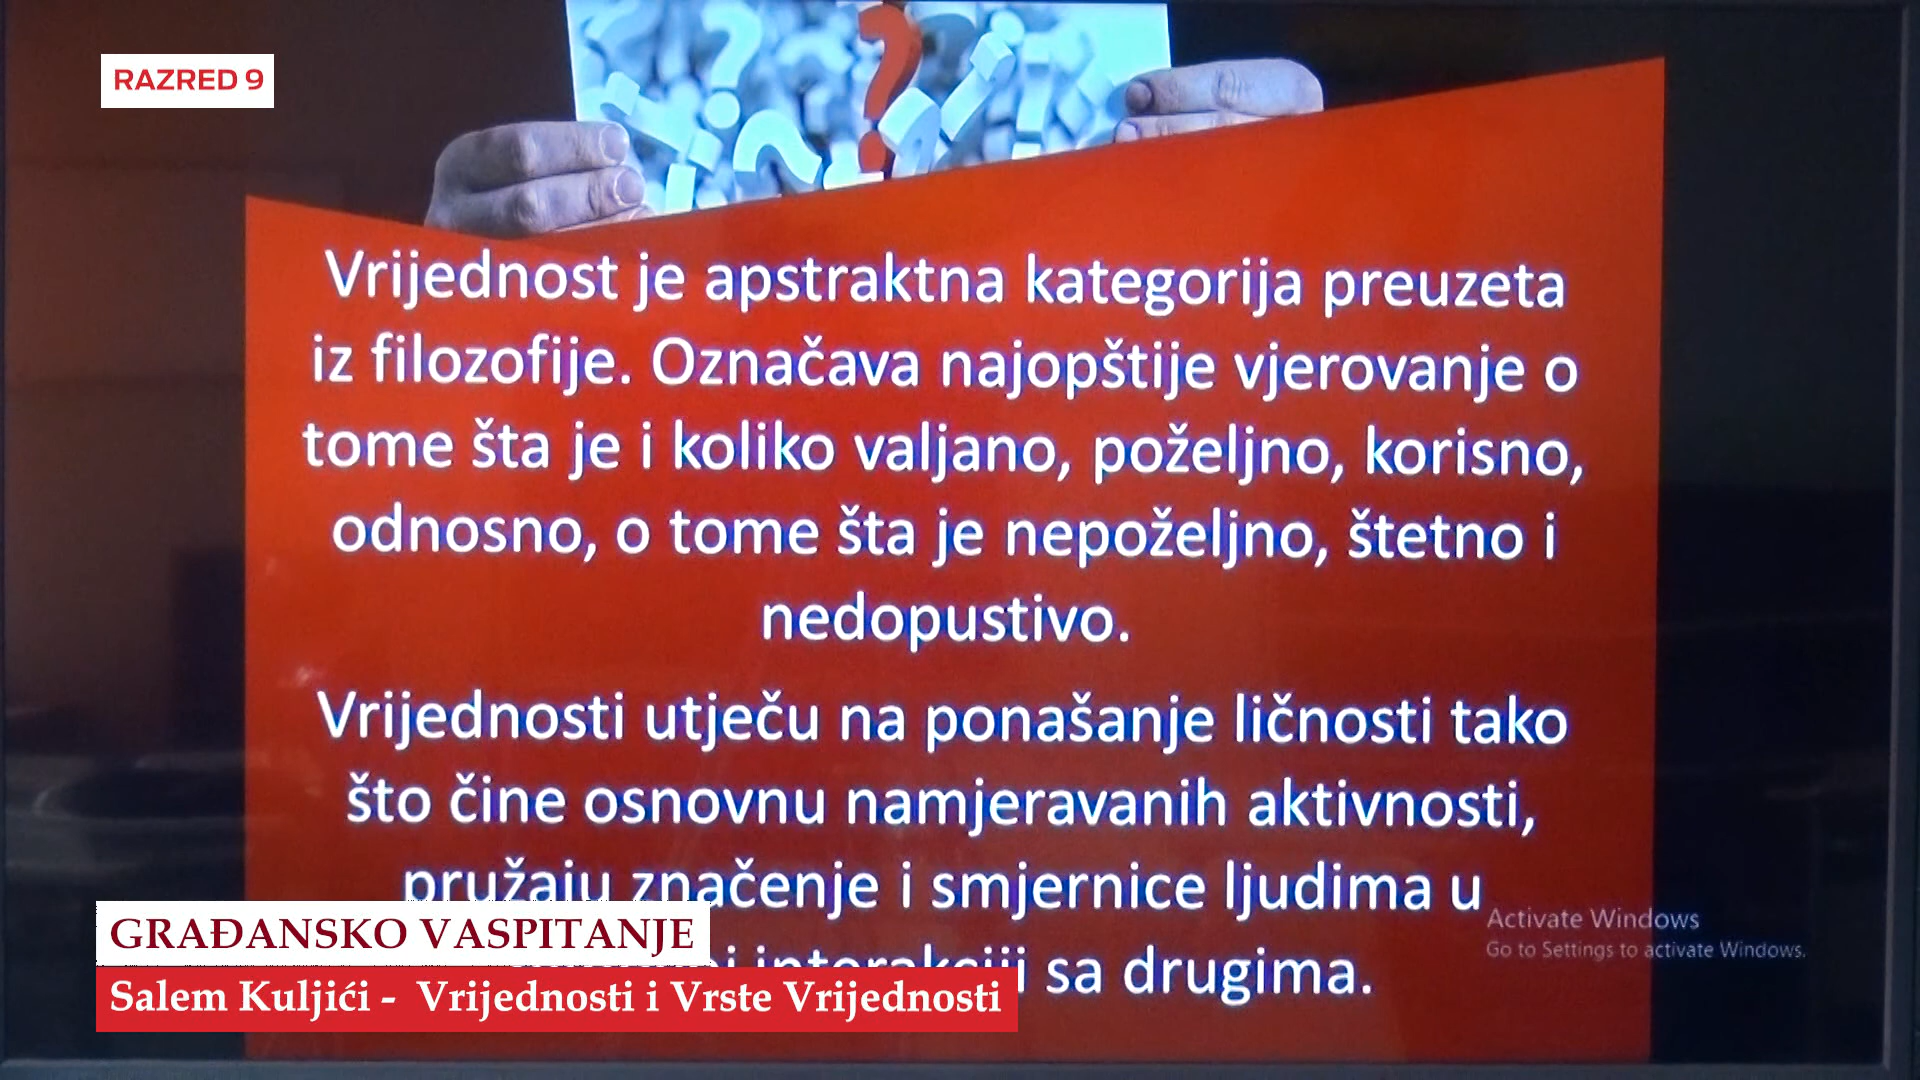 RAZRED 9
Vrijednost je apstraktna kategorija preuzeta
iz filozofije. Označava najopštije vjerovanje o
tome šta je i koliko valjano, poželjno, korisno,
odnosno, o tome šta je nepoželjno, štetno i
nedopustivo.
Vrijednosti utječu na ponašanje ličnosti tako
što čine osnovnu namjeravanih aktivnosti,
pružaju značenje i smjernice ljudima u
interakciji sa drugima.
Activate Windows
Go to Settings to activate Windows.
GRAĐANSKO VASPITANJE
Salem Kuljići - Vrijednosti i Vrste Vrijednosti